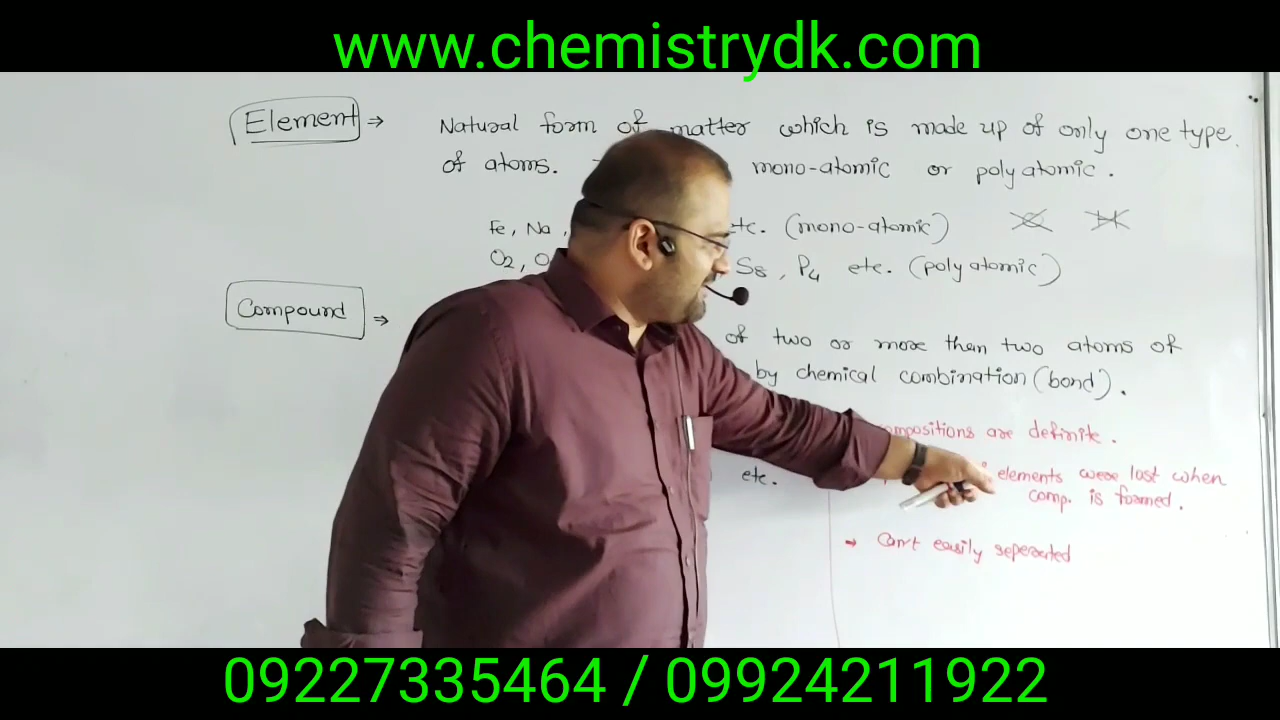 www.chemistrydk.com
Element ⇒ Natural form of matter which is made up of only one type.
of atoms. mono-atomic or polyatomic.
Fe, Na, etc. (mono-atomic)
O2, S8, P4 etc. (polyatomic)
Compound ⇒
of two or more then two atoms of
by chemical combination (bond).
are definite.
elements were lost when
etc.
comp. is formed.
→ Can't easily seperated
09227335464 / 09924211922